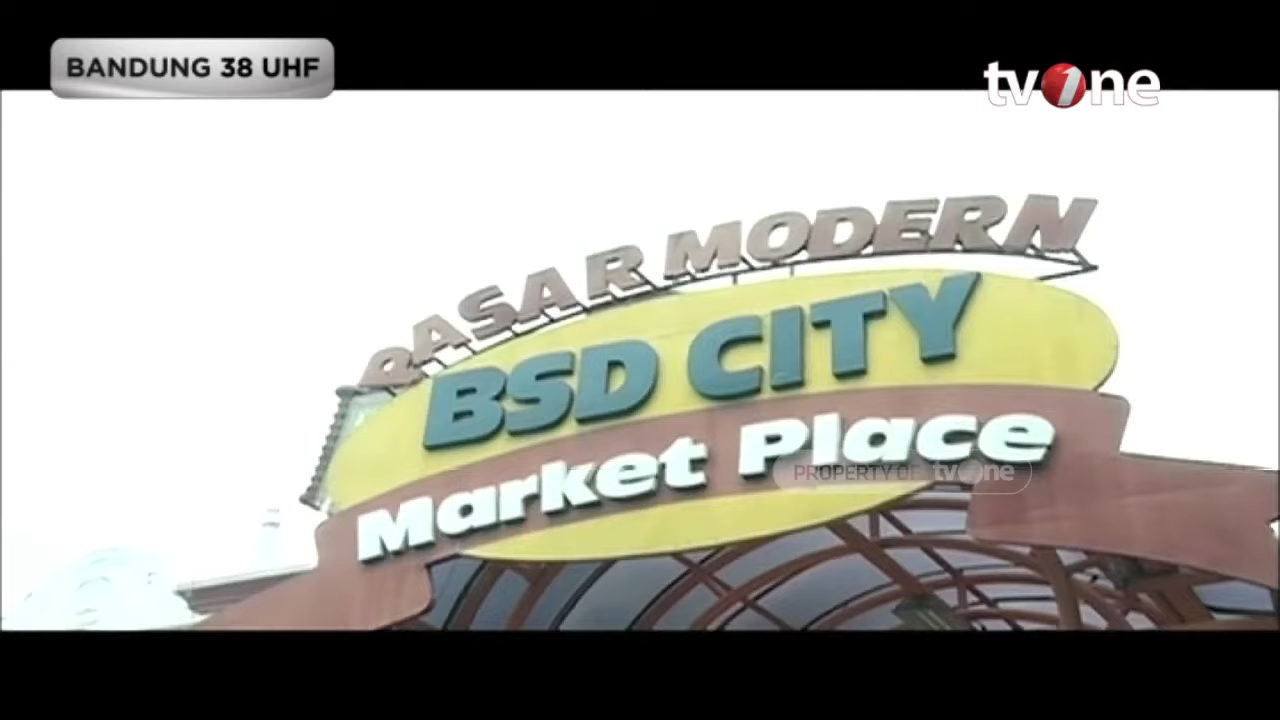 BANDUNG 38 UHF
tvOne
PASAR MODERN
BSD CITY
Market Place
PROPERTY OF tvOne